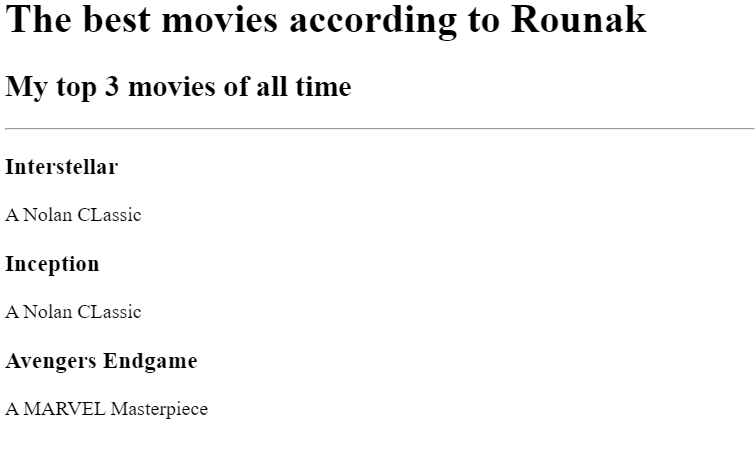 The best movies according to Rounak
My top 3 movies of all time
Interstellar
A Nolan CLassic
Inception
A Nolan CLassic
Avengers Endgame
A MARVEL Masterpiece